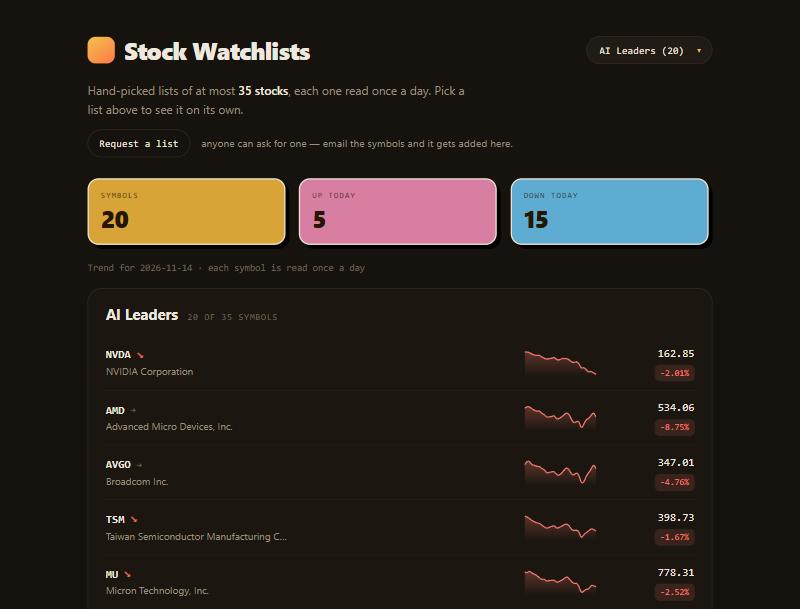 Stock Watchlists
AI Leaders (20) ▾
Hand-picked lists of at most 35 stocks, each one read once a day. Pick a
list above to see it on its own.
Request a list
anyone can ask for one — email the symbols and it gets added here.
SYMBOLS
20
UP TODAY
5
DOWN TODAY
15
Trend for 2026-11-14 · each symbol is read once a day
AI Leaders 20 OF 35 SYMBOLS
NVDA ↘
NVIDIA Corporation
162.85
-2.01%
AMD →
Advanced Micro Devices, Inc.
534.06
-8.75%
AVGO →
Broadcom Inc.
347.01
-4.76%
TSM ↘
Taiwan Semiconductor Manufacturing C...
398.73
-1.67%
MU ↘
Micron Technology, Inc.
778.31
-2.52%